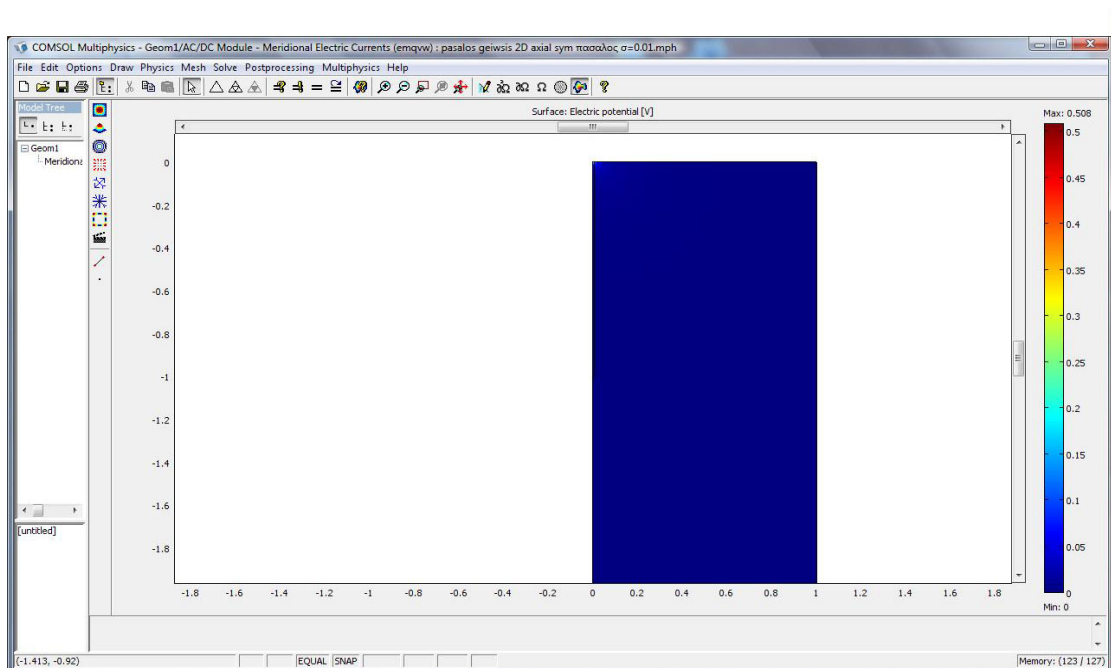 COMSOL Multiphysics - Geom1/AC/DC Module - Meridional Electric Currents (emqvw) : pasalos geiwsis 2D axial sym πασαλος σ=0.01.mph
File Edit Options Draw Physics Mesh Solve Postprocessing Multiphysics Help
Model Tree
Geom1
Meridiona
[untitled]
Surface: Electric potential [V]
0
-0.2
-0.4
-0.6
-0.8
-1
-1.2
-1.4
-1.6
-1.8
-1.8 -1.6 -1.4 -1.2 -1 -0.8 -0.6 -0.4 -0.2 0 0.2 0.4 0.6 0.8 1 1.2 1.4 1.6 1.8
Max: 0.508
0.5
0.45
0.4
0.35
0.3
0.25
0.2
0.15
0.1
0.05
0
Min: 0
(-1.413, -0.92) EQUAL SNAP Memory: (123 / 127)